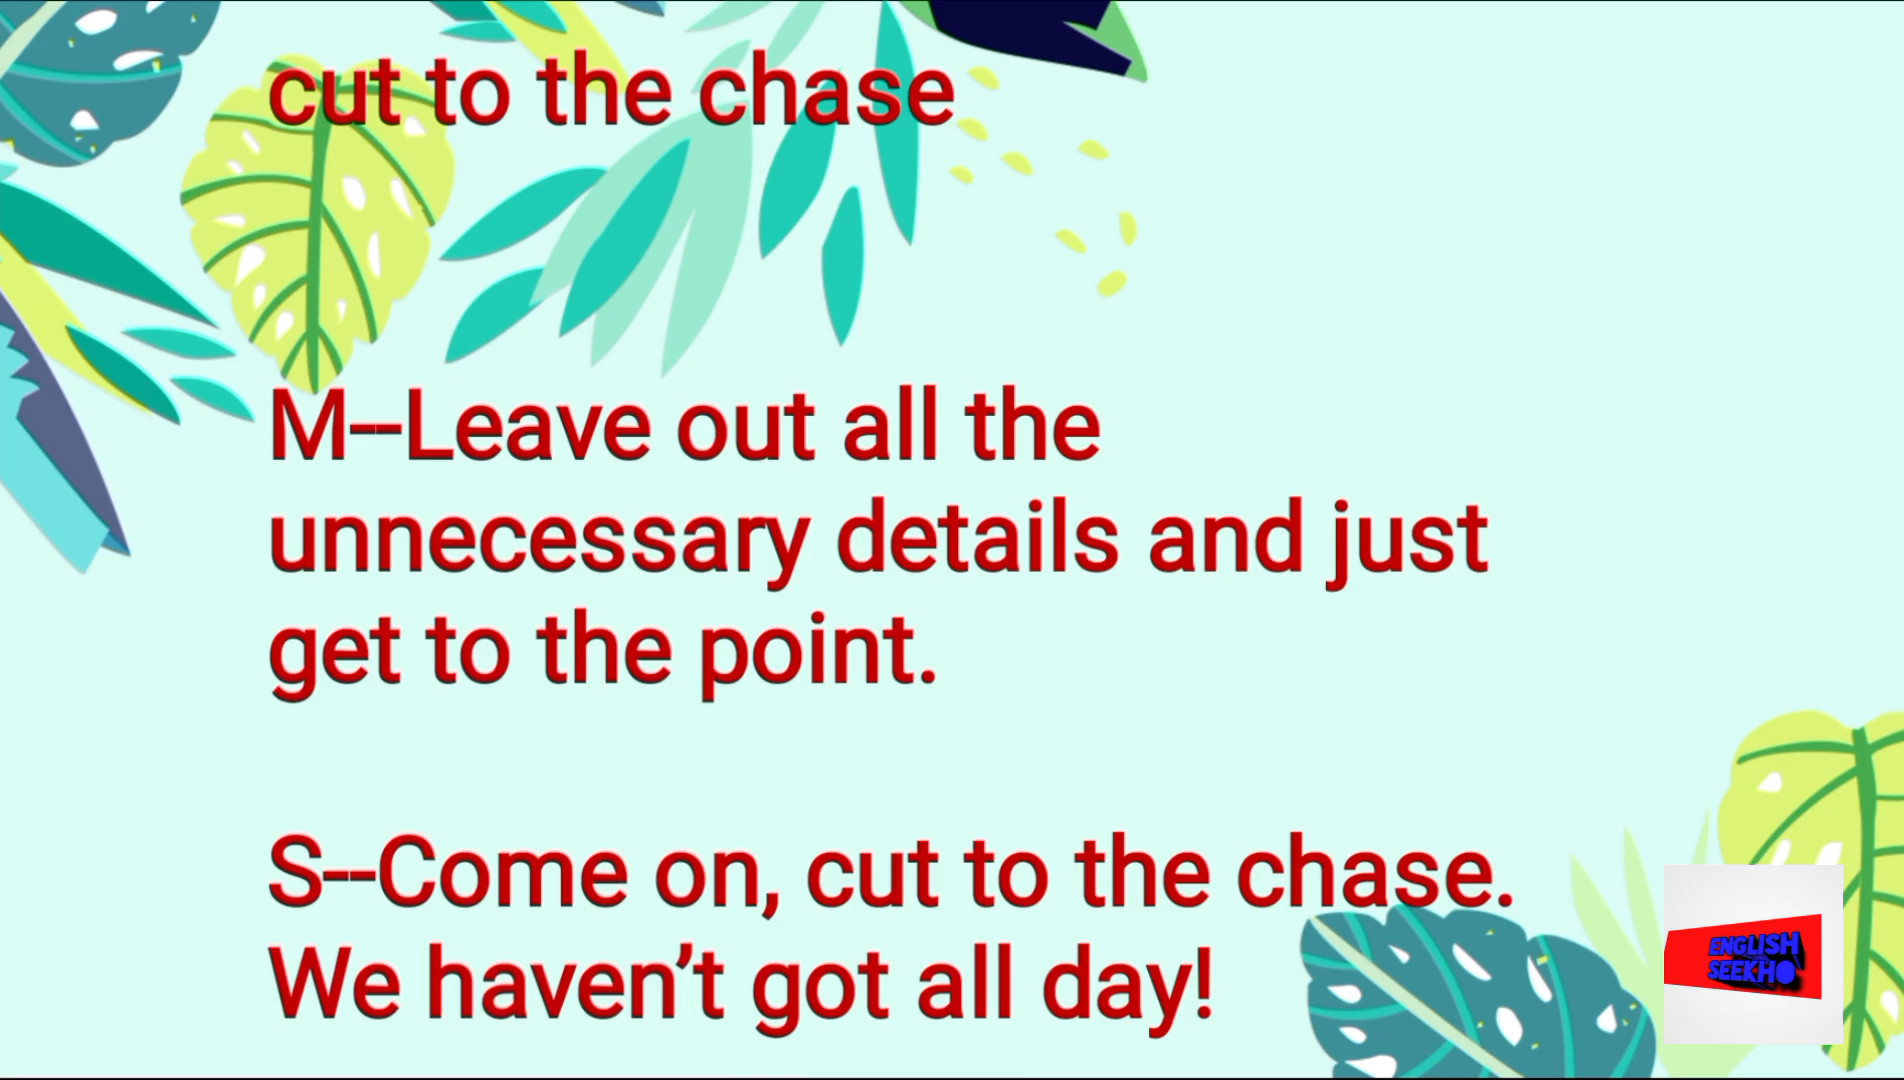 cut to the chase
M--Leave out all the
unnecessary details and just
get to the point.
S--Come on, cut to the chase.
We haven’t got all day!
ENGLISH
SEEKHO